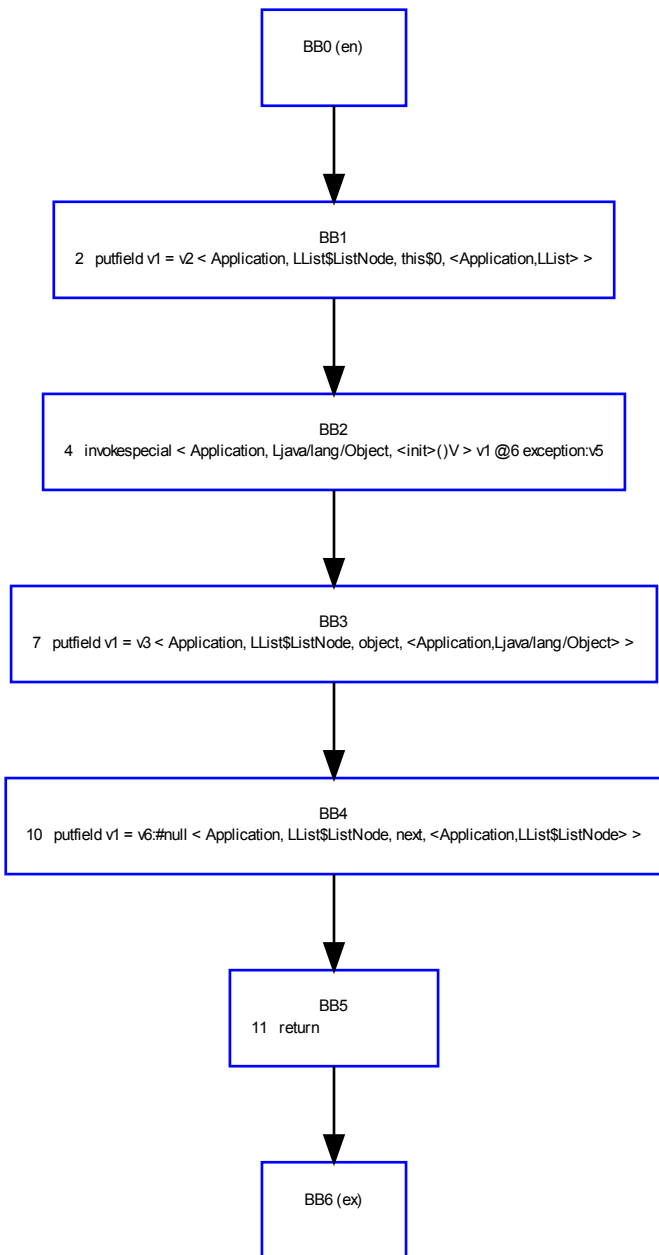 BB0 (en)
BB1
2 putfield v1 = v2 < Application, LList$ListNode, this$0, <Application,LList> >
BB2
4 invokespecial < Application, Ljava/lang/Object, <init>()V > v1 @6 exception:v5
BB3
7 putfield v1 = v3 < Application, LList$ListNode, object, <Application,Ljava/lang/Object> >
BB4
10 putfield v1 = v6:#null < Application, LList$ListNode, next, <Application,LList$ListNode> >
BB5
11 return
BB6 (ex)